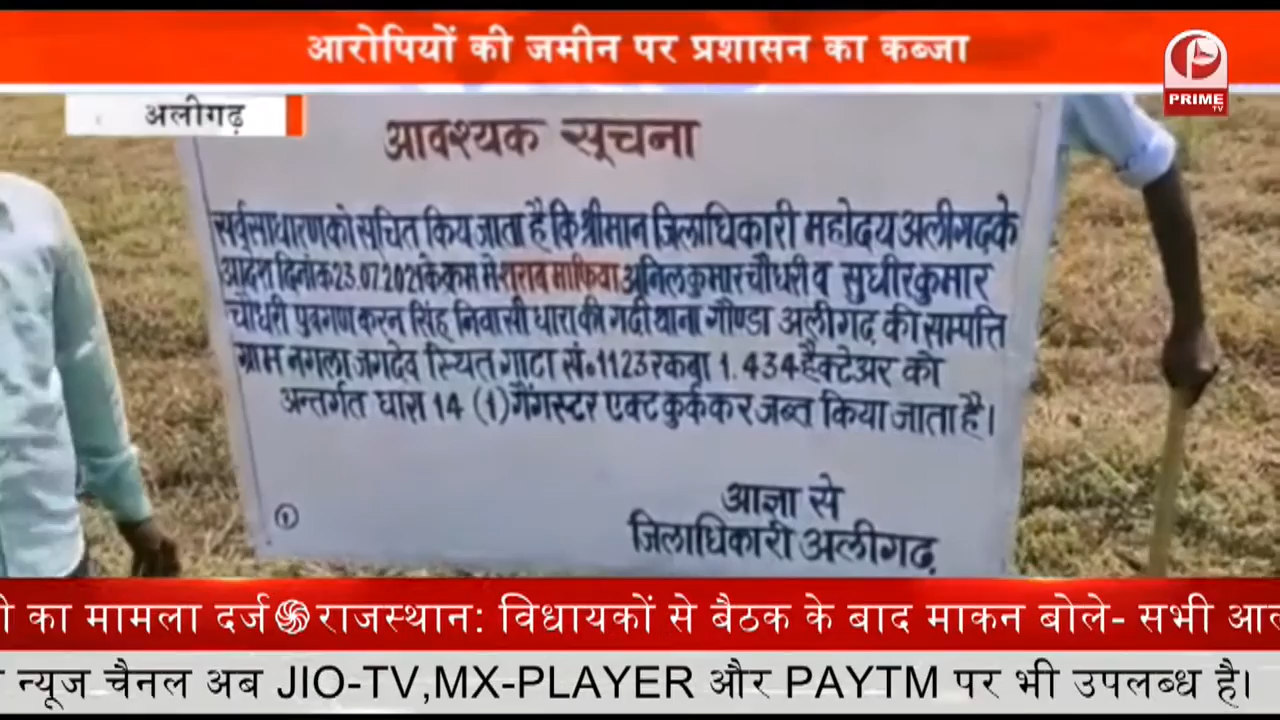 आरोपियों की जमीन पर प्रशासन का कब्जा
PRIME
TV
अलीगढ़
आवश्यक सूचना
सर्वसाधारण को सूचित किय जाता है कि श्रीमान जिलाधिकारी महोदय अलीगढ के
आदेश दिनांक 23.07.2021 के क्रम मे शराब माफिया अनिल कुमार चौधरी व सुधीर कुमार
चौधरी पुत्रगण करन सिंह निवासी धारा की गढी थाना गौण्डा अलीगढ़ की सम्पत्ति
ग्राम नगला जगदेव स्थित गाटा सं० 1123 रकबा 1.434 हैक्टेअर को
अन्तर्गत धारा 14 (1) गैंगस्टर एक्ट कुर्क कर जब्त किया जाता है।
आज्ञा से
जिलाधिकारी अलीगढ़
१
का मामला दर्ज राजस्थान: विधायकों से बैठक के बाद माकन बोले- सभी
न्यूज चैनल अब JIO-TV,MX-PLAYER और PAYTM पर भी उपलब्ध है।